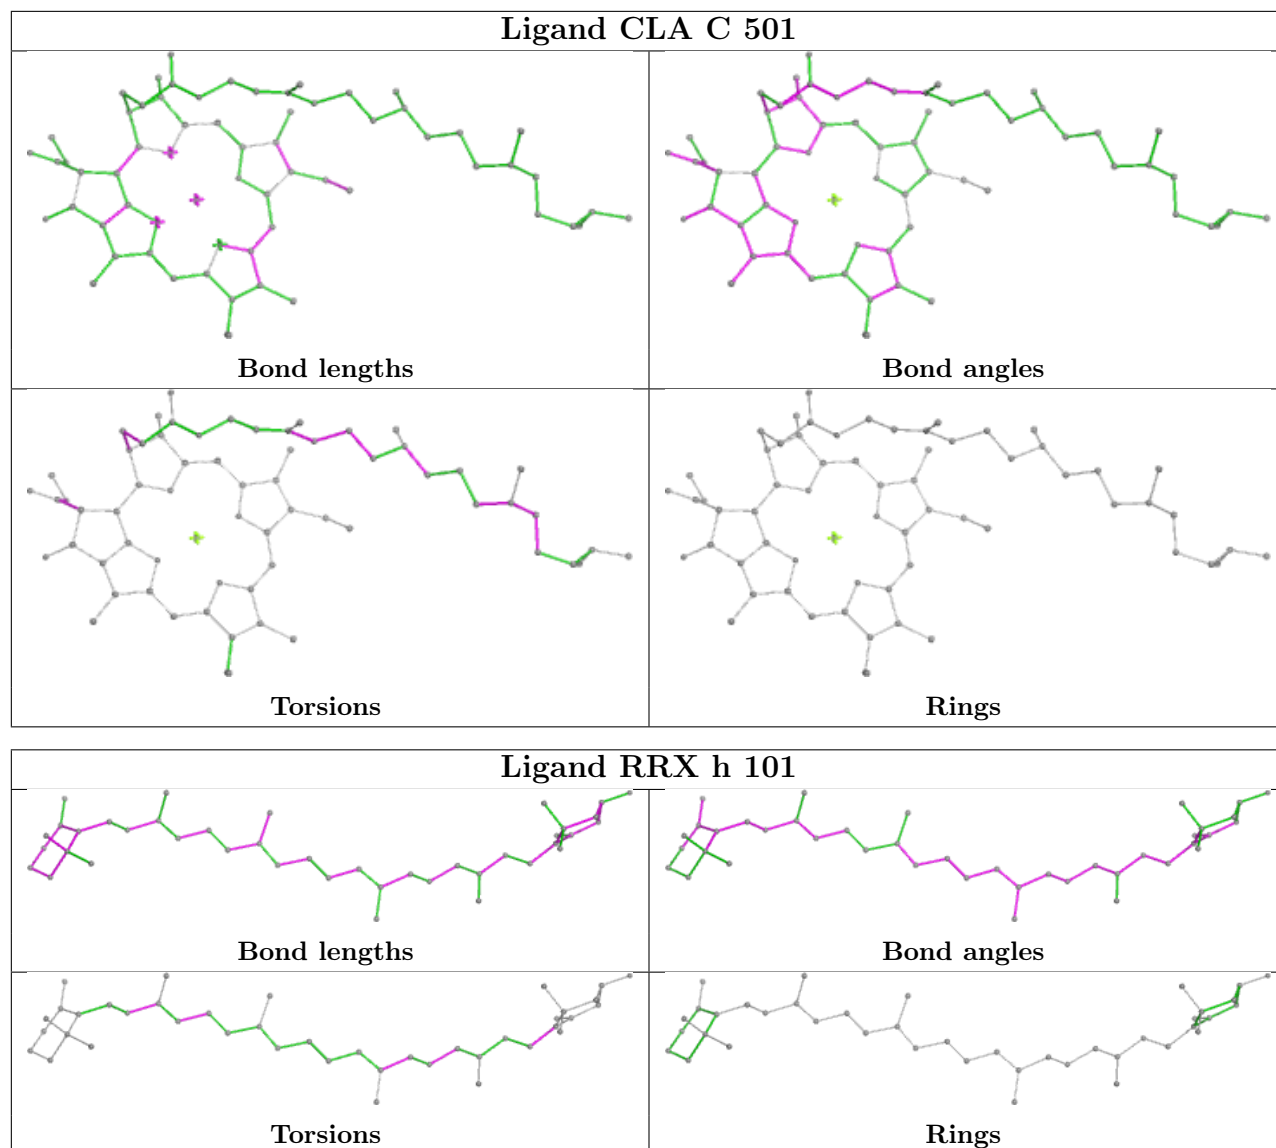 Ligand CLA C 501
Bond lengths
Bond angles
Torsions
Rings
Ligand RRX h 101
Bond lengths
Bond angles
Torsions
Rings